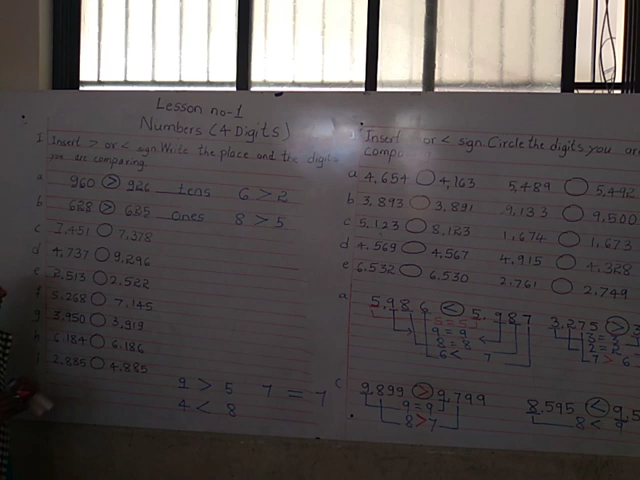 Lesson no-1
Numbers (4 Digits)
I Insert > or < sign. Write the place and the digits
you are comparing.
a 960 > 926 tens 6 > 2
b 628 > 625 ones 8 > 5
c 7,451 ◯ 7,378
d 4,737 ◯ 9,296
e 2,513 ◯ 2,522
f 5,268 ◯ 7,145
g 3,950 ◯ 3,919
h 6,184 ◯ 6,186
i 2,885 ◯ 4,885
9 > 5 7 = 7
4 < 8
Insert or < sign. Circle the digits you are
a 4,654 ◯ 4,163 5,489 ◯ 5,492
b 3,893 ◯ 3,891 9,133 ◯ 9,500
c 5,123 ◯ 8,123 1,674 ◯ 1,673
d 4,569 ◯ 4,567 4,915 ◯ 4,328
e 6,532 ◯ 6,530 2,761 ◯ 2,749
a 5,986 < 5,987 3,275 > 3
5 = 5
9 = 9
8 = 8 2 = 2
6 < 7 7 > 6
c 9,899 > 9,799 8,595 < 9,5
9 = 9
8 > 7 8 < 9